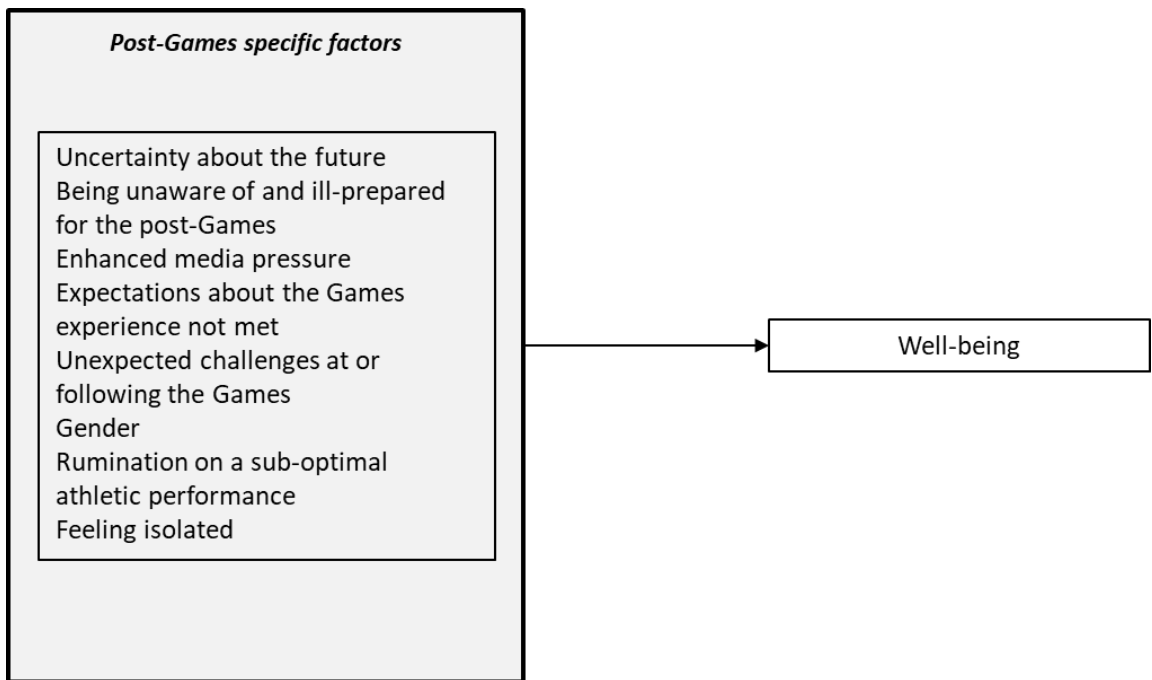 Post-Games specific factors
Uncertainty about the future
Being unaware of and ill-prepared
for the post-Games
Enhanced media pressure
Expectations about the Games
experience not met
Unexpected challenges at or
following the Games
Gender
Rumination on a sub-optimal
athletic performance
Feeling isolated
Well-being